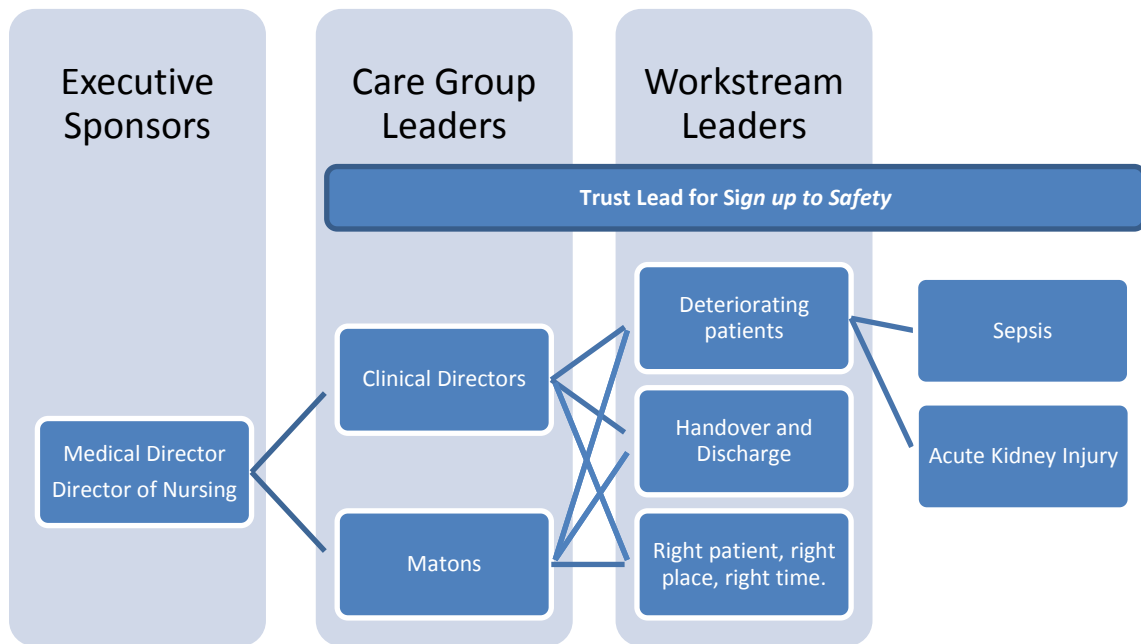 Executive
Sponsors
Care Group
Leaders
Workstream
Leaders
Trust Lead for Sign up to Safety
Medical Director
Director of Nursing
Clinical Directors
Matons
Deteriorating
patients
Handover and
Discharge
Right patient, right
place, right time.
Sepsis
Acute Kidney Injury